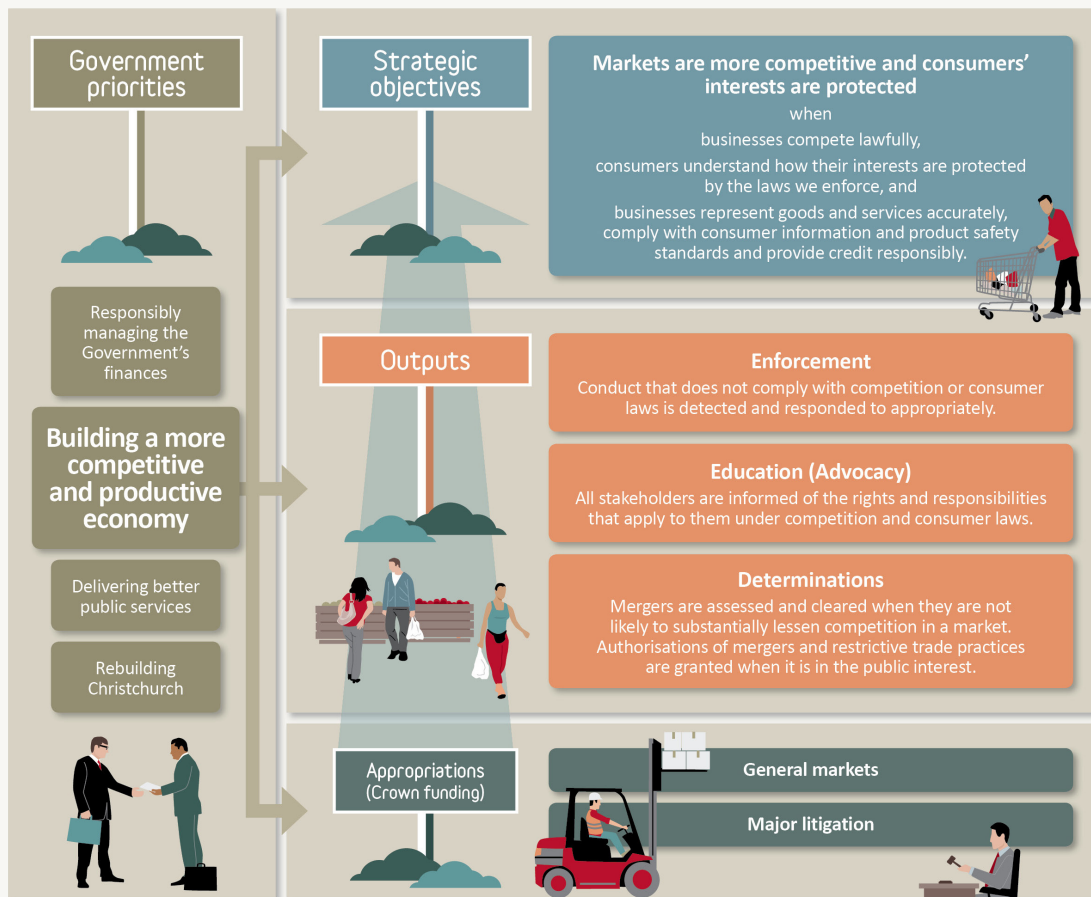 Government
priorities
Responsibly
managing the
Government’s
finances
Building a more
competitive
and productive
economy
Delivering better
public services
Rebuilding
Christchurch
Strategic
objectives
Markets are more competitive and consumers’
interests are protected
when
businesses compete lawfully,
consumers understand how their interests are protected
by the laws we enforce, and
businesses represent goods and services accurately,
comply with consumer information and product safety
standards and provide credit responsibly.
Outputs
Enforcement
Conduct that does not comply with competition or consumer
laws is detected and responded to appropriately.
Education (Advocacy)
All stakeholders are informed of the rights and responsibilities
that apply to them under competition and consumer laws.
Determinations
Mergers are assessed and cleared when they are not
likely to substantially lessen competition in a market.
Authorisations of mergers and restrictive trade practices
are granted when it is in the public interest.
Appropriations
(Crown funding)
General markets
Major litigation